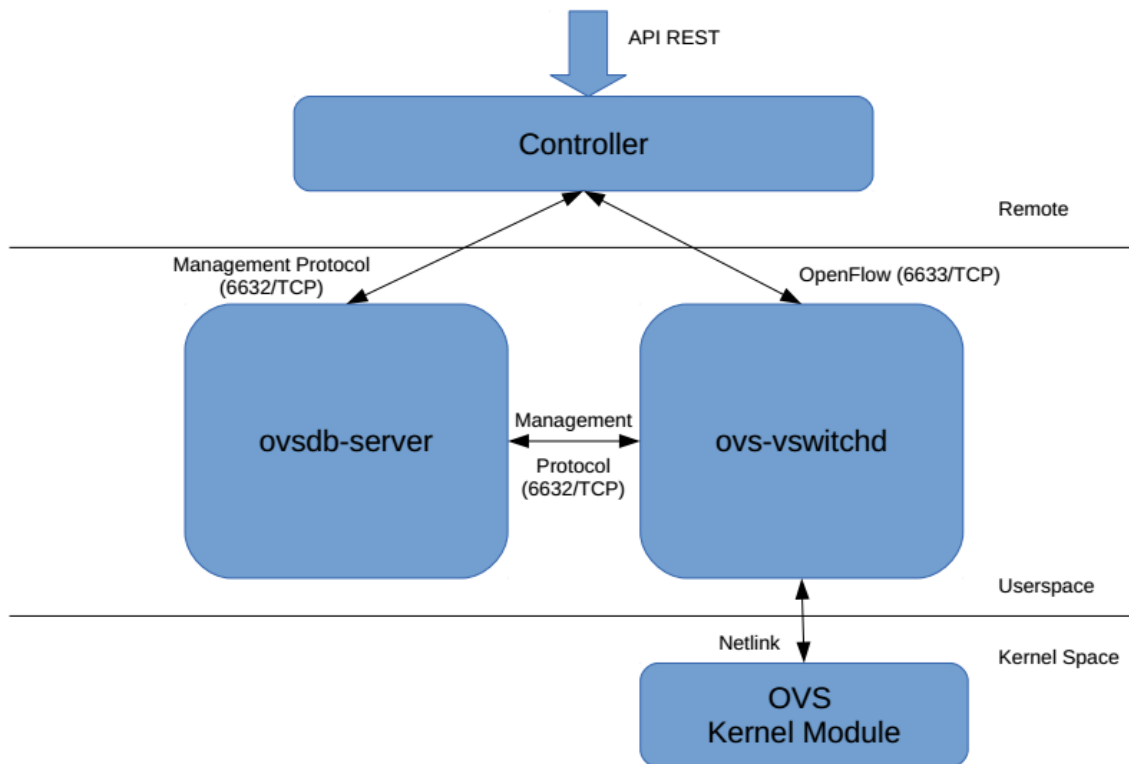 API REST
Controller
Remote
Management Protocol
(6632/TCP)
OpenFlow (6633/TCP)
ovsdb-server
Management
Protocol
(6632/TCP)
ovs-vswitchd
Userspace
Netlink
Kernel Space
OVS
Kernel Module